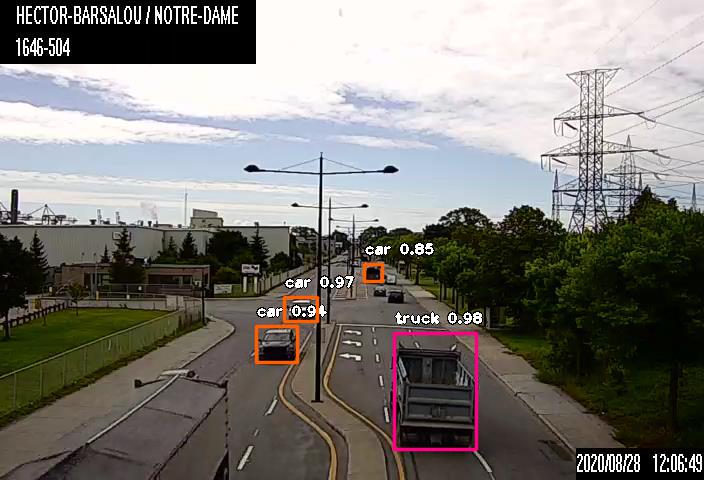 HECTOR-BARSALOU / NOTRE-DAME
1646-504
car 0.85
car 0.97
car 0.94
truck 0.98
2020/08/28 12:06:49